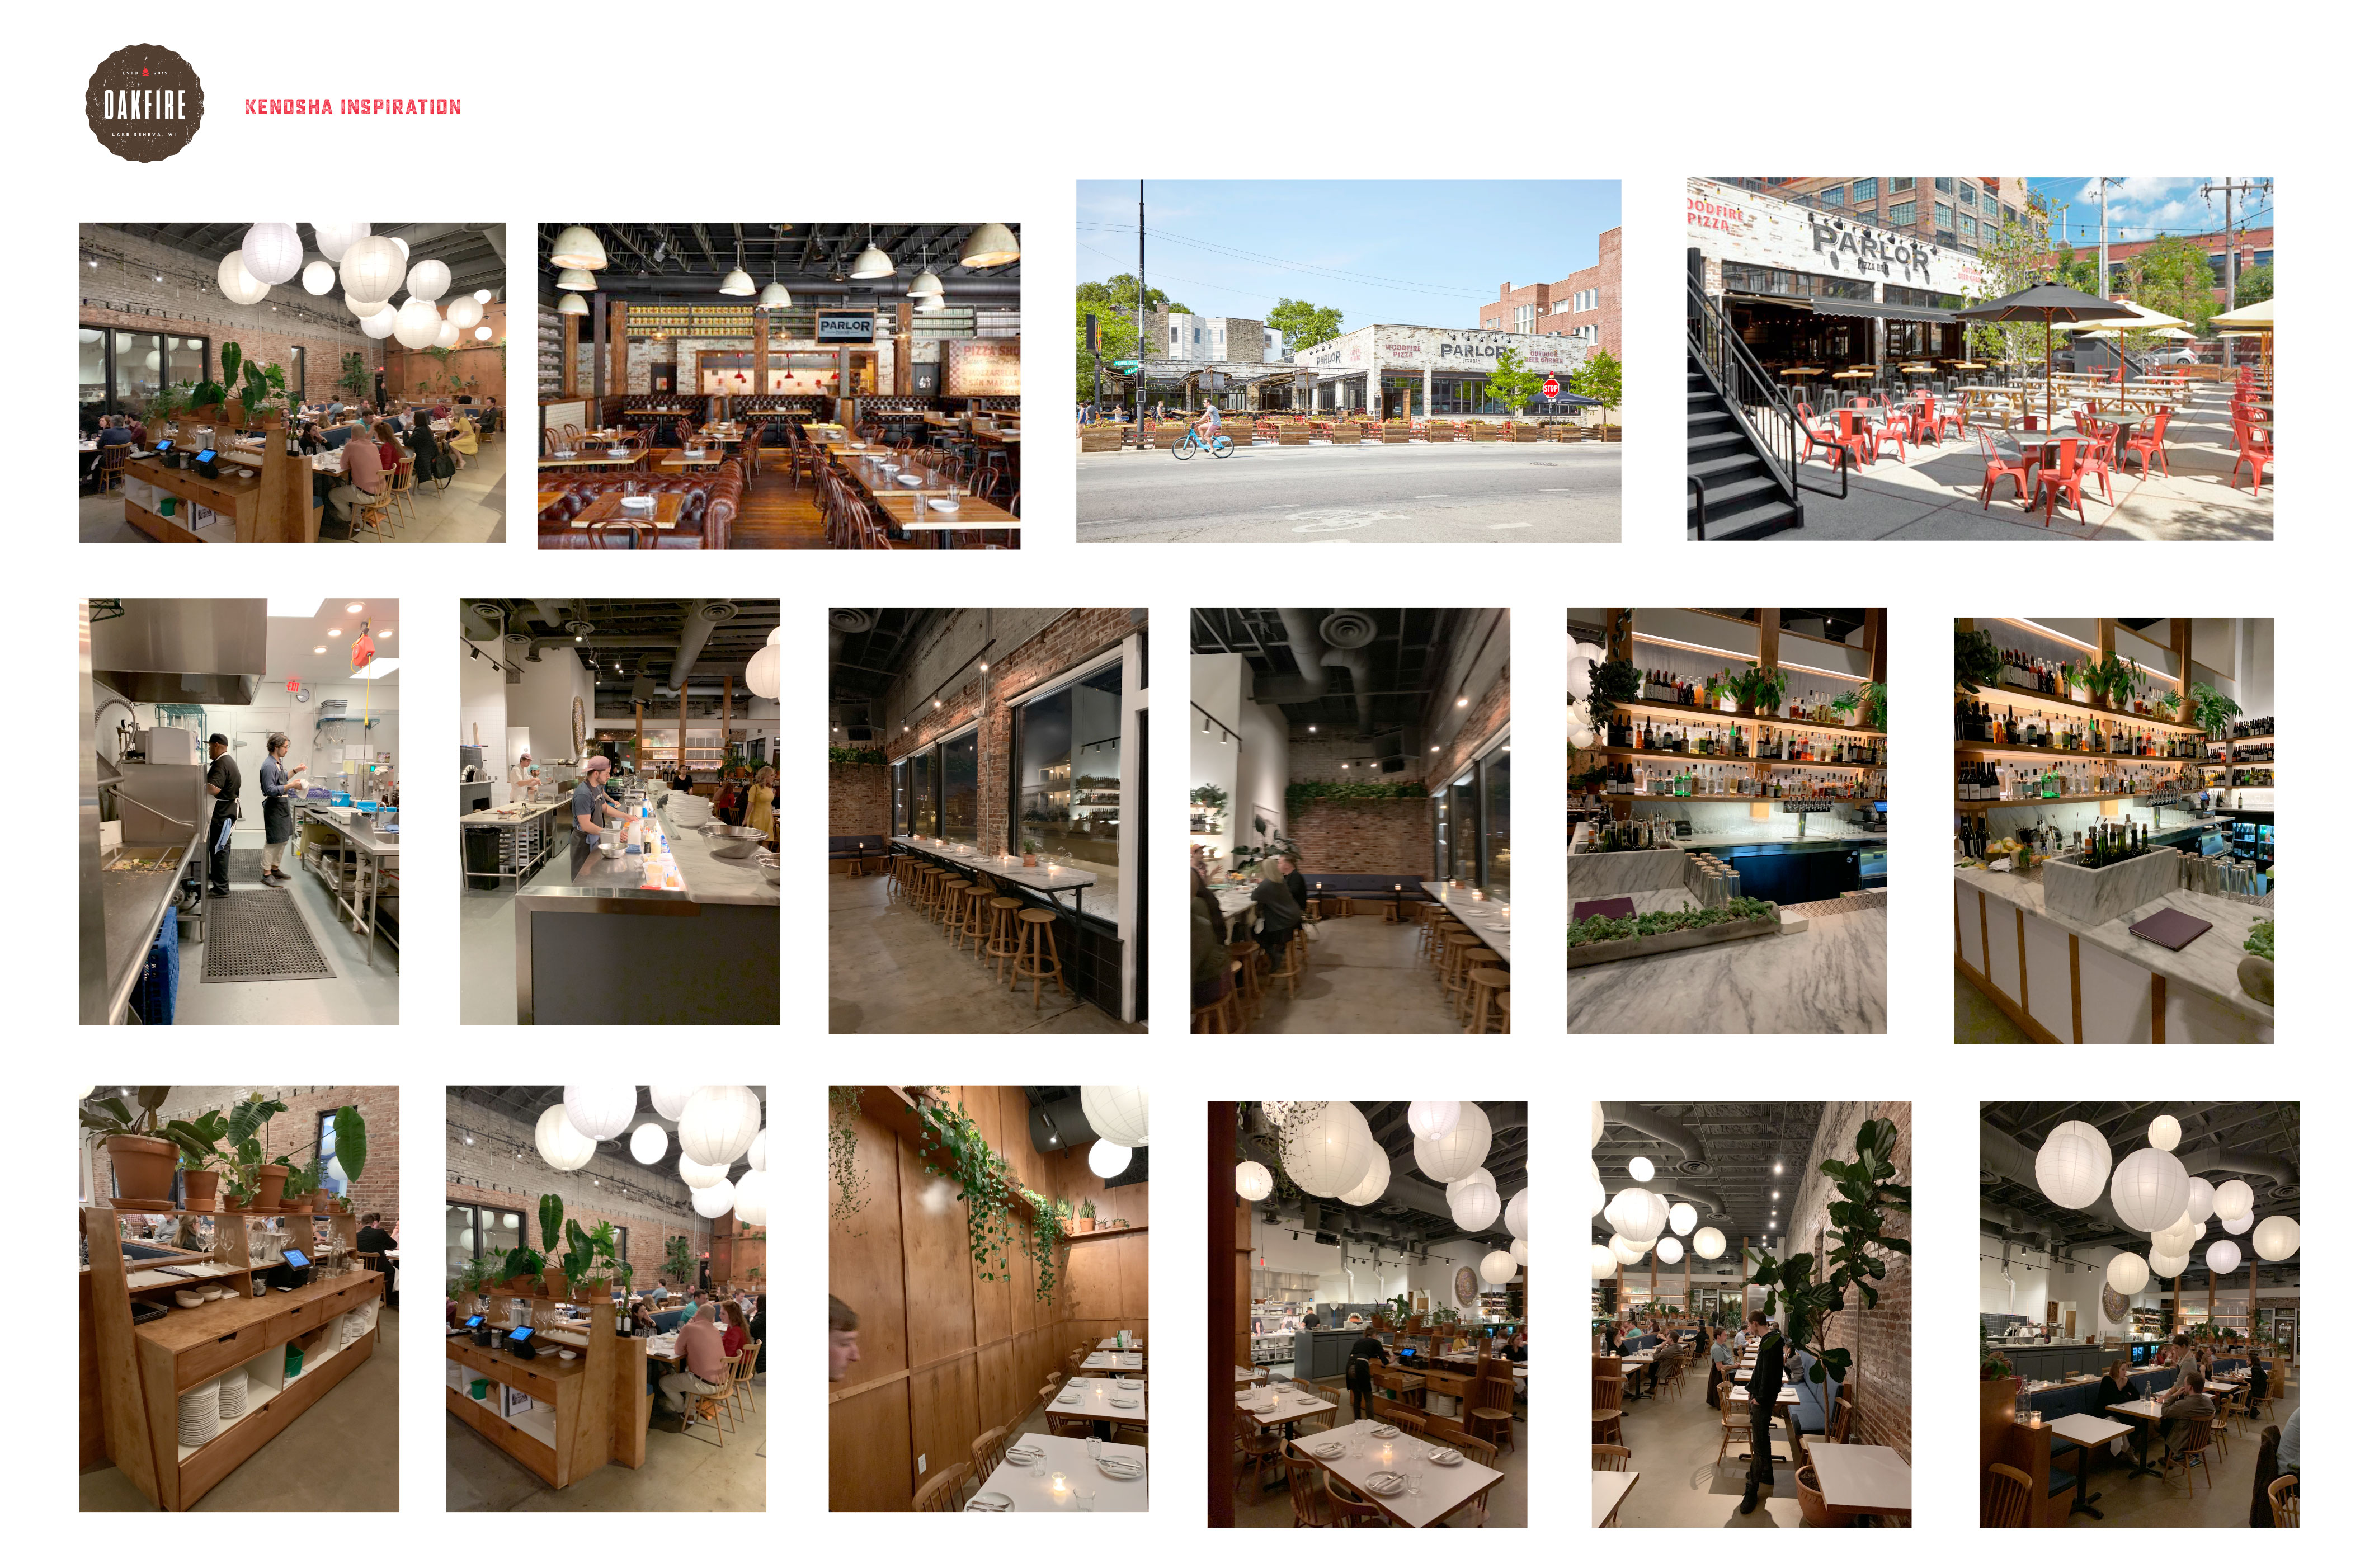 ESTD 2015
OAKFIRE
LAKE GENEVA, WI
KENOSHA INSPIRATION
PARLOR
PIZZA
WOODFIRE
PIZZA
PARLOR
PARLOR
OUTDOOR
BEER GARDEN
STOP
OODFIRE
PIZZA
PARLOR
PIZZA BAR
EXIT